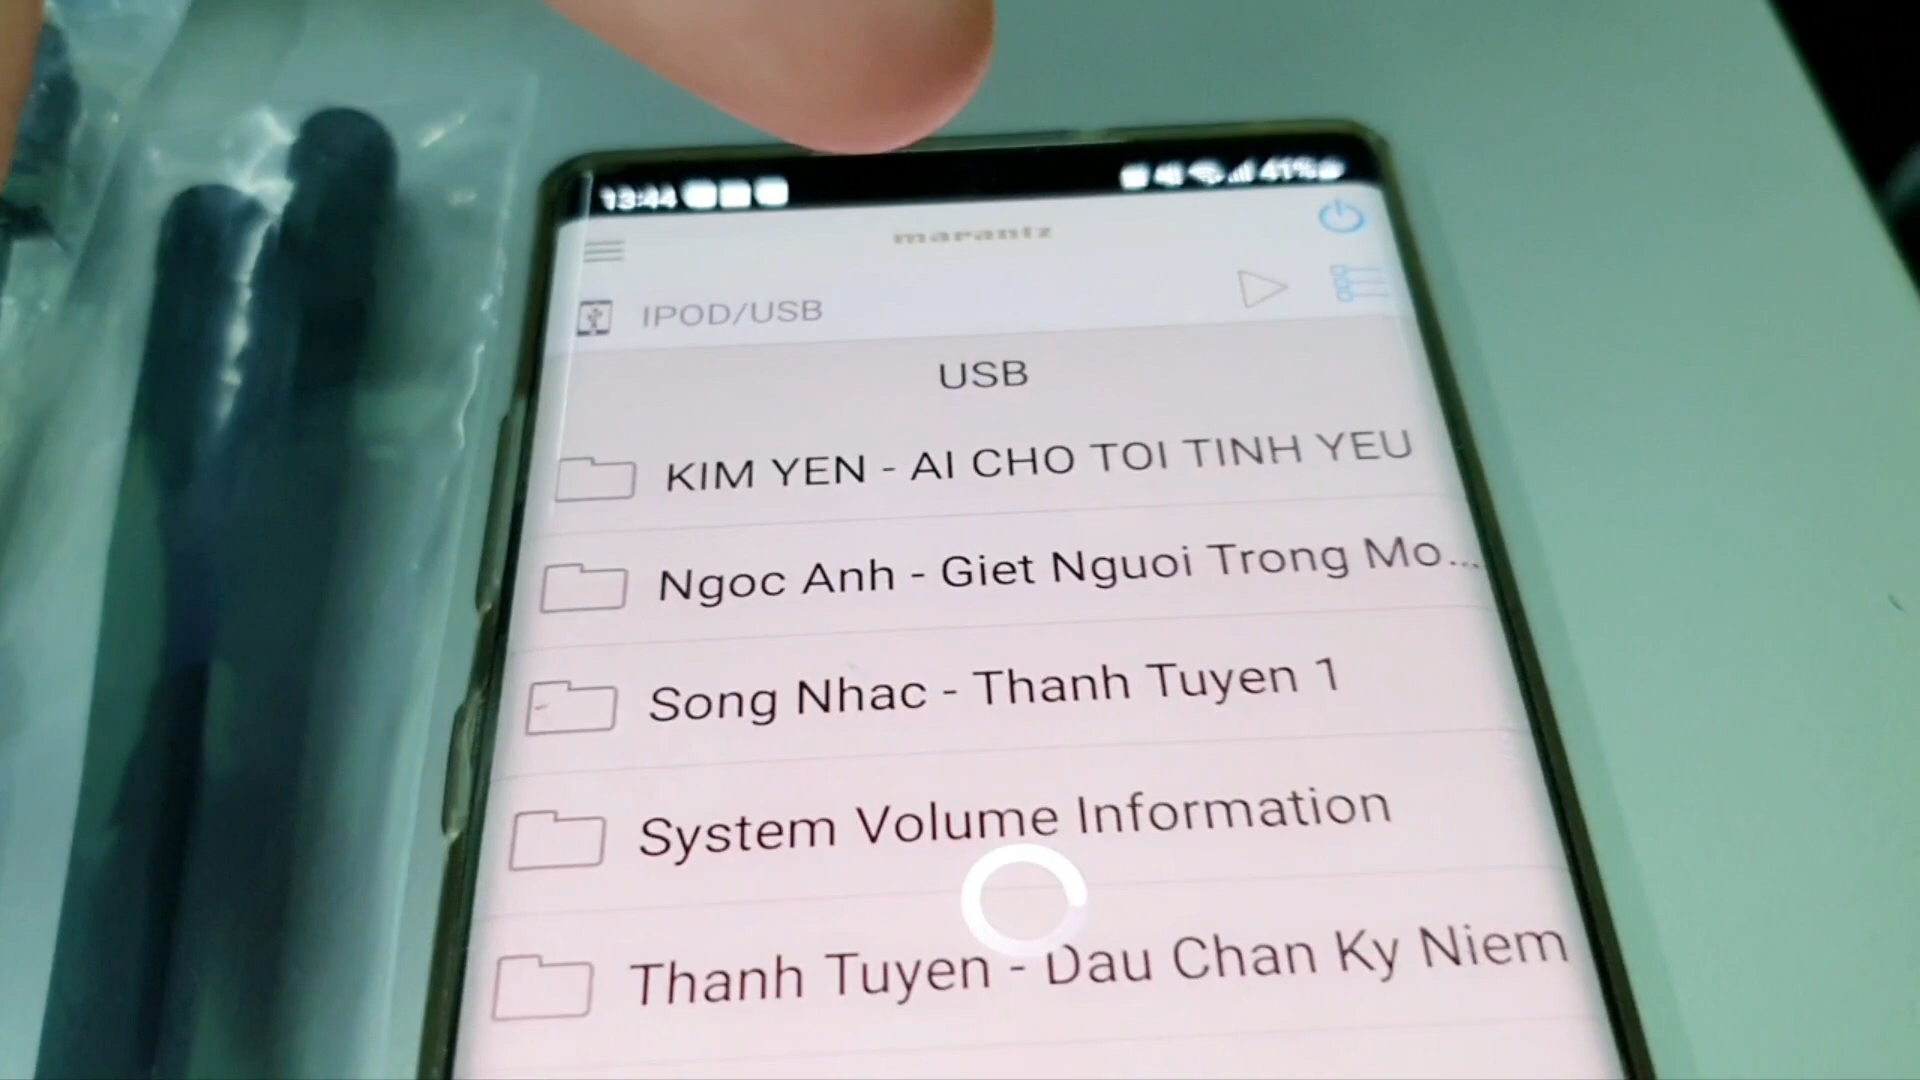 13:44
41%
marantz
IPOD/USB
USB
KIM YEN - AI CHO TOI TINH YEU
Ngoc Anh - Giet Nguoi Trong Mo...
Song Nhac - Thanh Tuyen 1
System Volume Information
Thanh Tuyen - Dau Chan Ky Niem